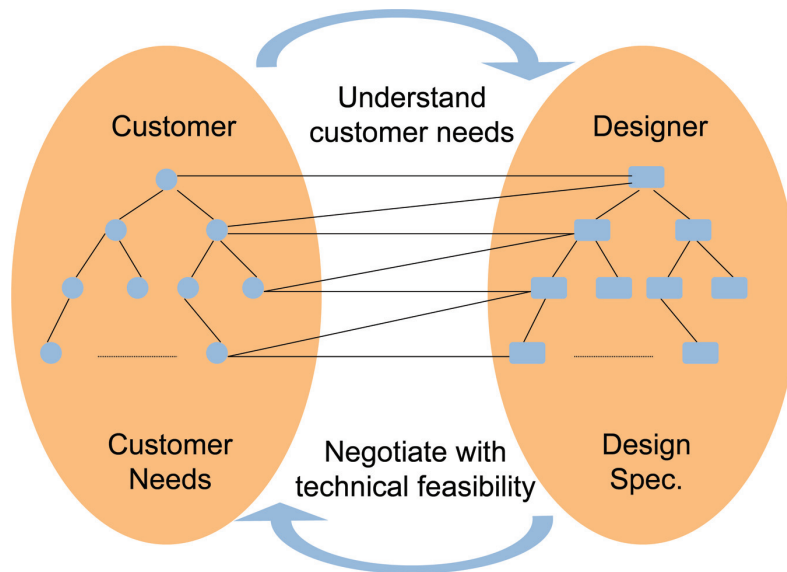 Customer
Understand
customer needs
Designer
Customer
Needs
Negotiate with
technical feasibility
Design
Spec.